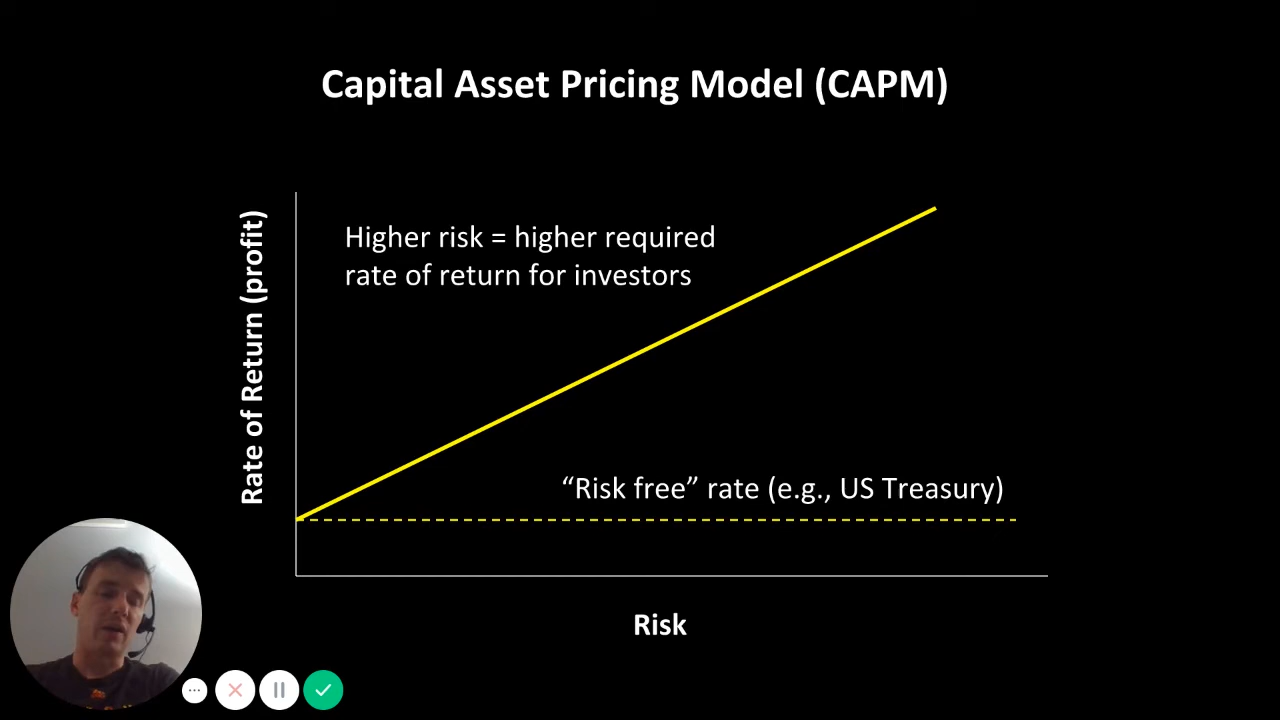 Capital Asset Pricing Model (CAPM)
Rate of Return (profit)
Higher risk = higher required
rate of return for investors
“Risk free” rate (e.g., US Treasury)
Risk